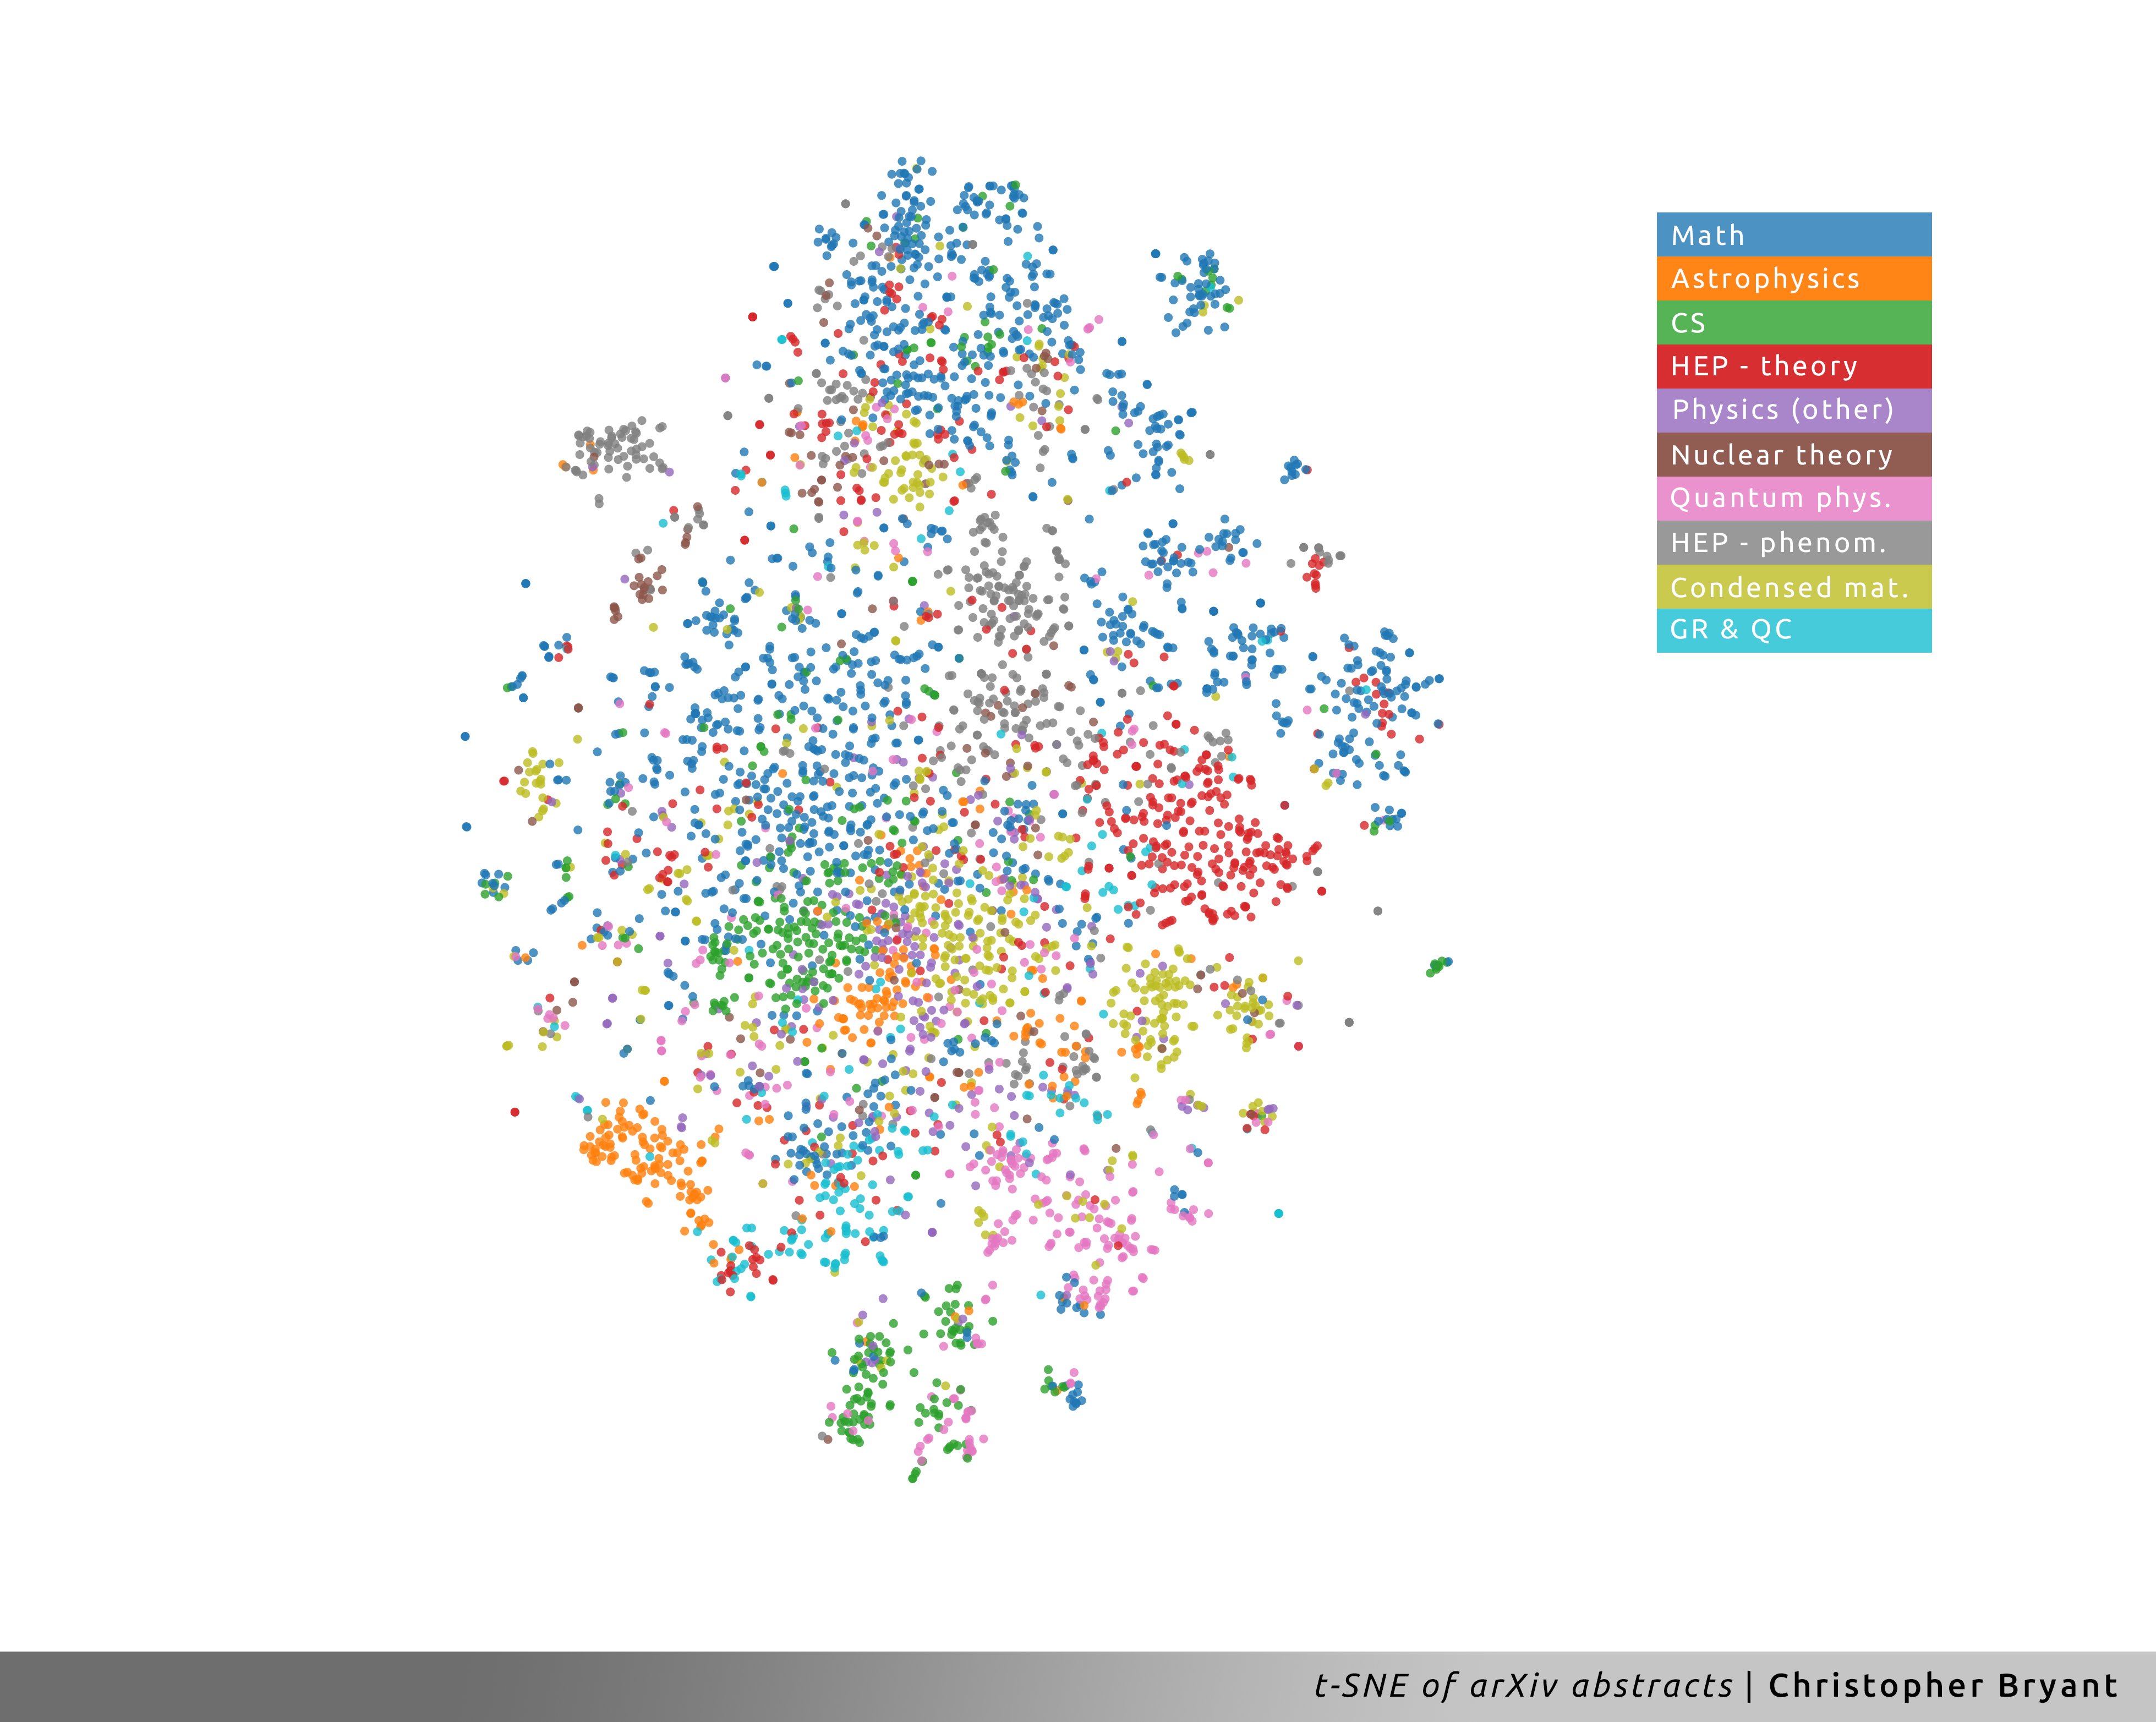 Math
Astrophysics
CS
HEP - theory
Physics (other)
Nuclear theory
Quantum phys.
HEP - phenom.
Condensed mat.
GR & QC
t-SNE of arXiv abstracts | Christopher Bryant